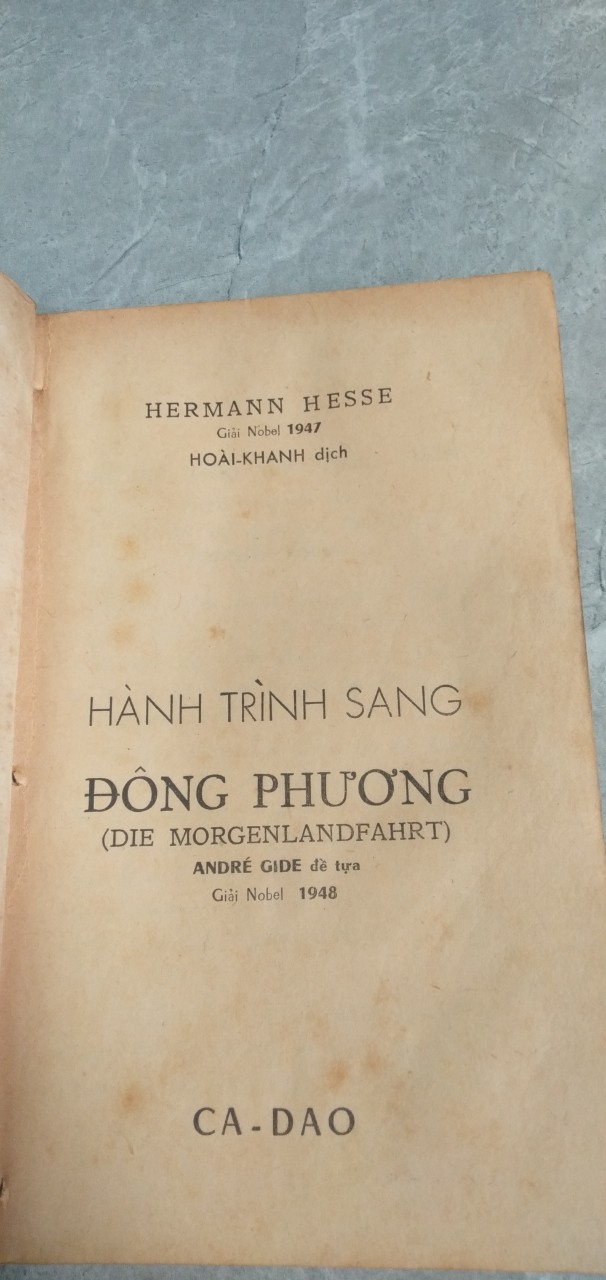 HERMANN HESSE
Giải Nobel 1947
HOÀI-KHANH dịch
HÀNH TRÌNH SANG
ĐÔNG PHƯƠNG
(DIE MORGENLANDFAHRT)
ANDRÉ GIDE đề tựa
Giải Nobel 1948
CA-DAO